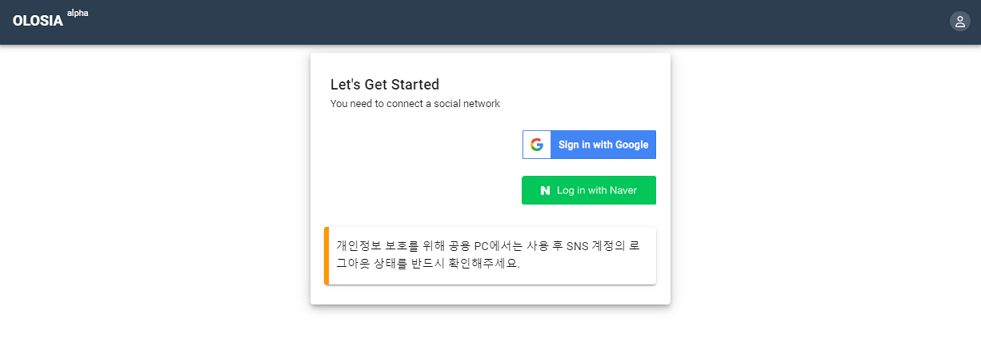 OLOSIA alpha
Let's Get Started
You need to connect a social network
Sign in with Google
N Log in with Naver
개인정보 보호를 위해 공용 PC에서는 사용 후 SNS 계정의 로
그아웃 상태를 반드시 확인해주세요.